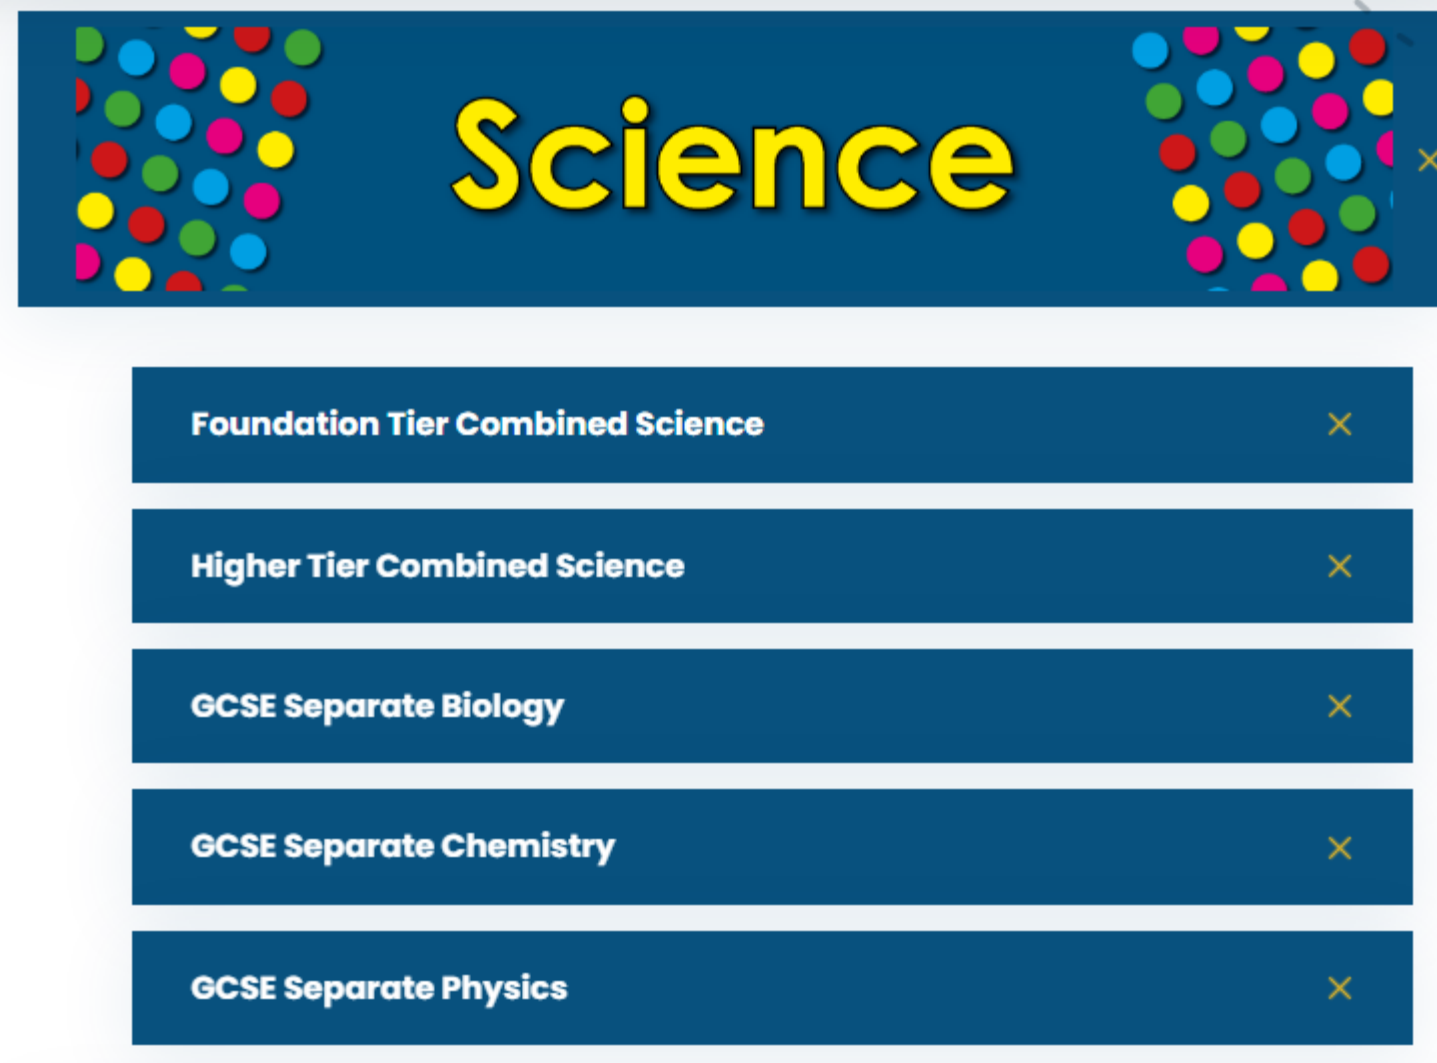 Science
Foundation Tier Combined Science
Higher Tier Combined Science
GCSE Separate Biology
GCSE Separate Chemistry
GCSE Separate Physics